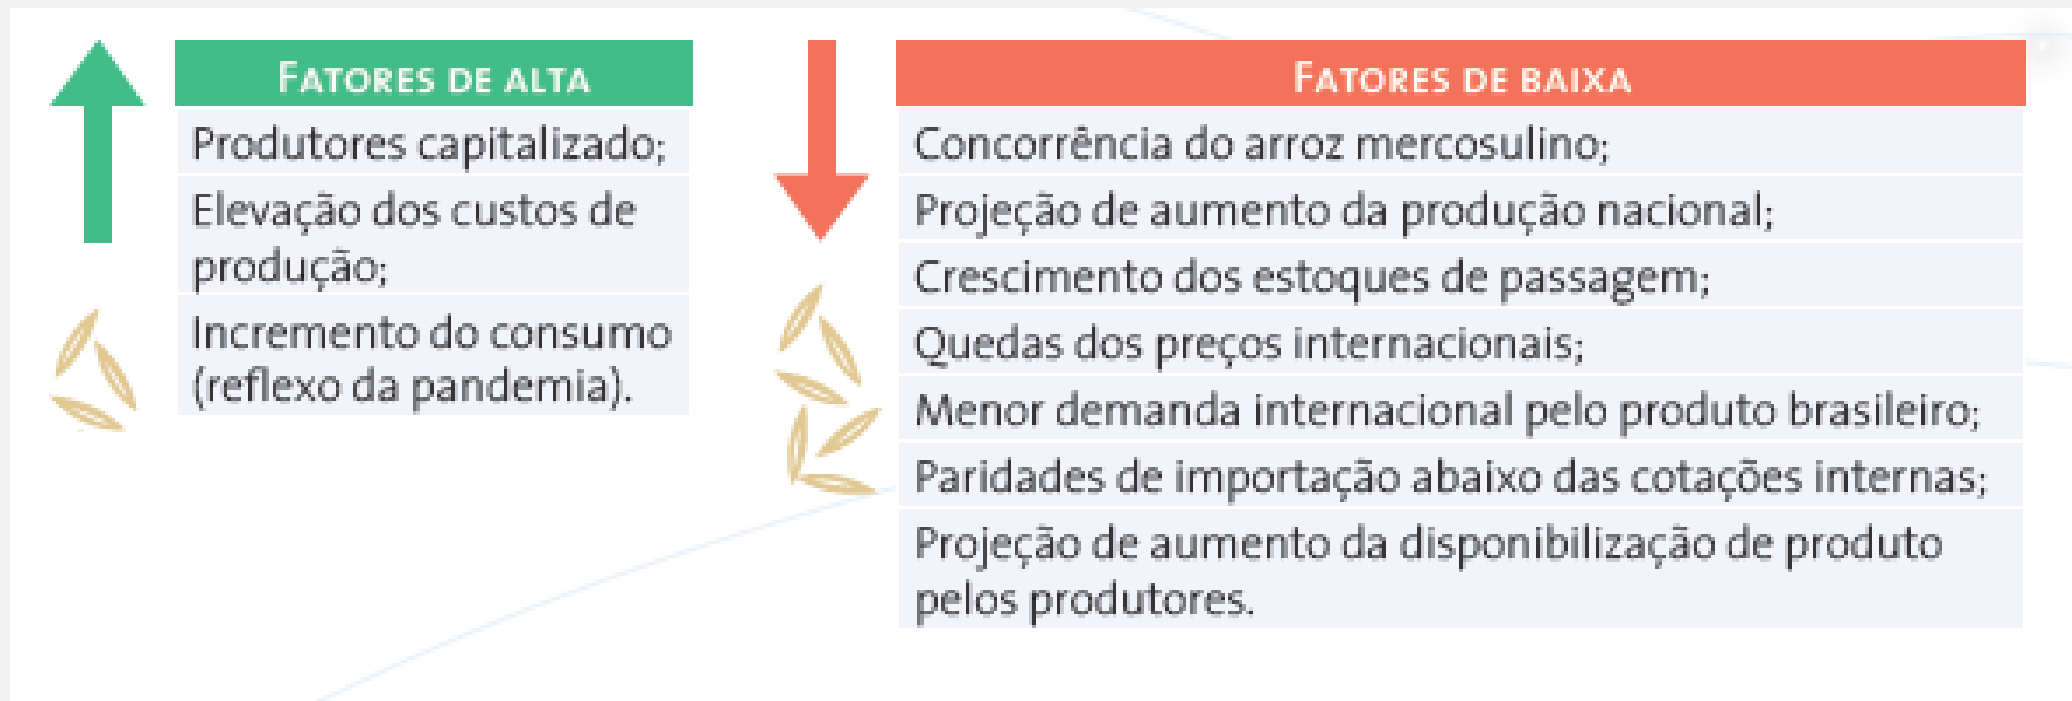 FATORES DE ALTA
Produtores capitalizado;
Elevação dos custos de
produção;
Incremento do consumo
(reflexo da pandemia).
FATORES DE BAIXA
Concorrência do arroz mercosulino;
Projeção de aumento da produção nacional;
Crescimento dos estoques de passagem;
Quedas dos preços internacionais;
Menor demanda internacional pelo produto brasileiro;
Paridades de importação abaixo das cotações internas;
Projeção de aumento da disponibilização de produto
pelos produtores.